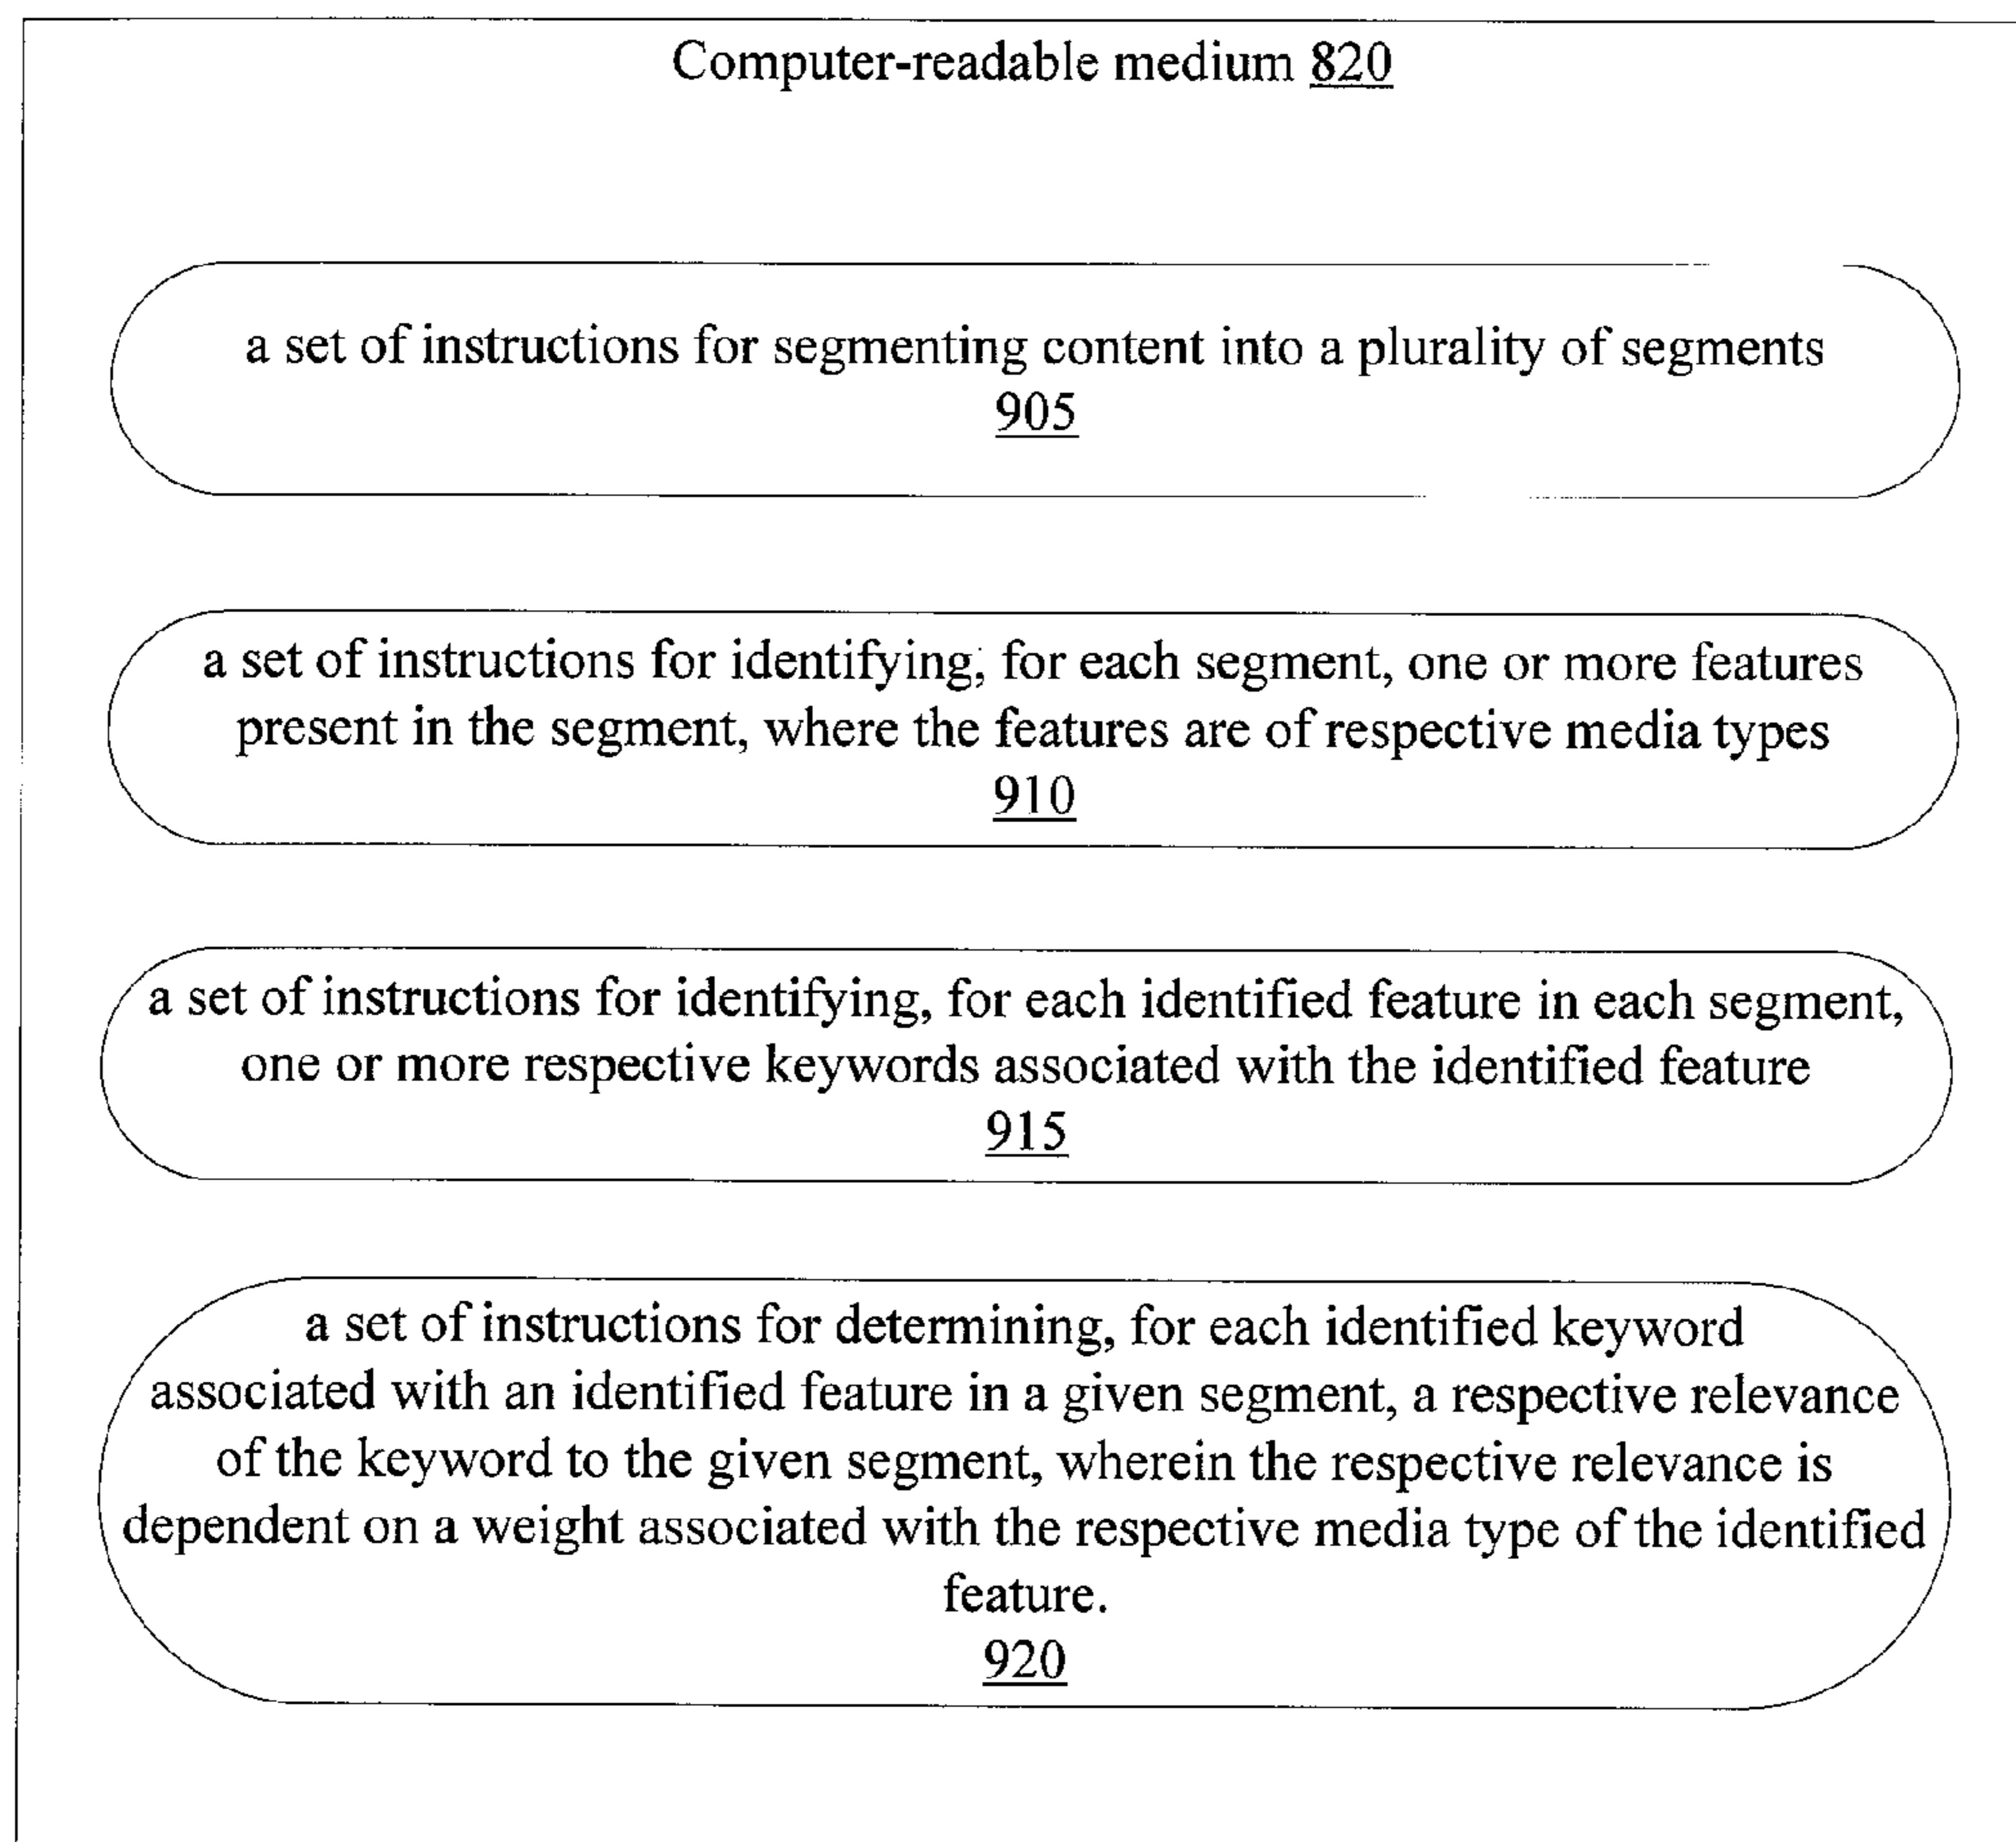 Computer-readable medium 820
a set of instructions for segmenting content into a plurality of segments
905
a set of instructions for identifying, for each segment, one or more features
present in the segment, where the features are of respective media types
910
a set of instructions for identifying, for each identified feature in each segment,
one or more respective keywords associated with the identified feature
915
a set of instructions for determining, for each identified keyword
associated with an identified feature in a given segment, a respective relevance
of the keyword to the given segment, wherein the respective relevance is
dependent on a weight associated with the respective media type of the identified
feature.
920